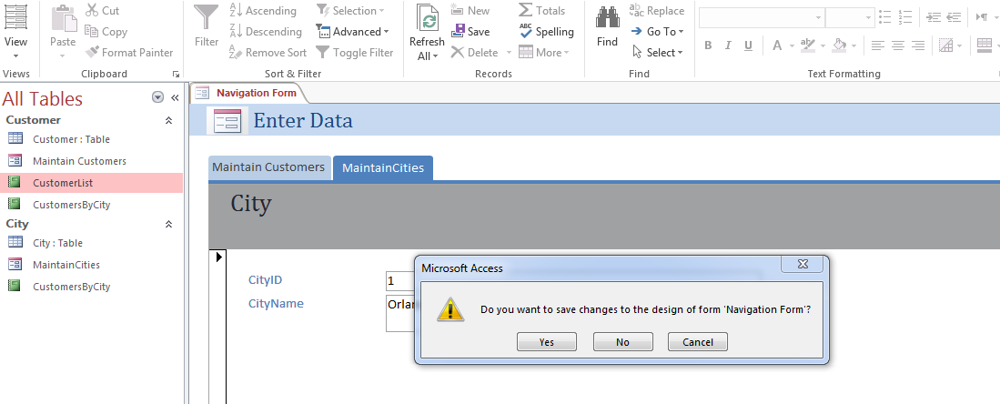 View
Views
Paste
Cut
Copy
Format Painter
Clipboard
Filter
Ascending
Descending
Remove Sort
Selection
Advanced
Toggle Filter
Sort & Filter
Refresh
All
New
Save
Delete
Totals
Spelling
More
Records
Find
Replace
Go To
Select
Find
B I U A
Text Formatting
All Tables
Customer
Customer : Table
Maintain Customers
CustomerList
CustomersByCity
City
City : Table
MaintainCities
CustomersByCity
Navigation Form
Enter Data
Maintain Customers
MaintainCities
City
CityID
1
CityName
Microsoft Access
Do you want to save changes to the design of form 'Navigation Form'?
Yes
No
Cancel